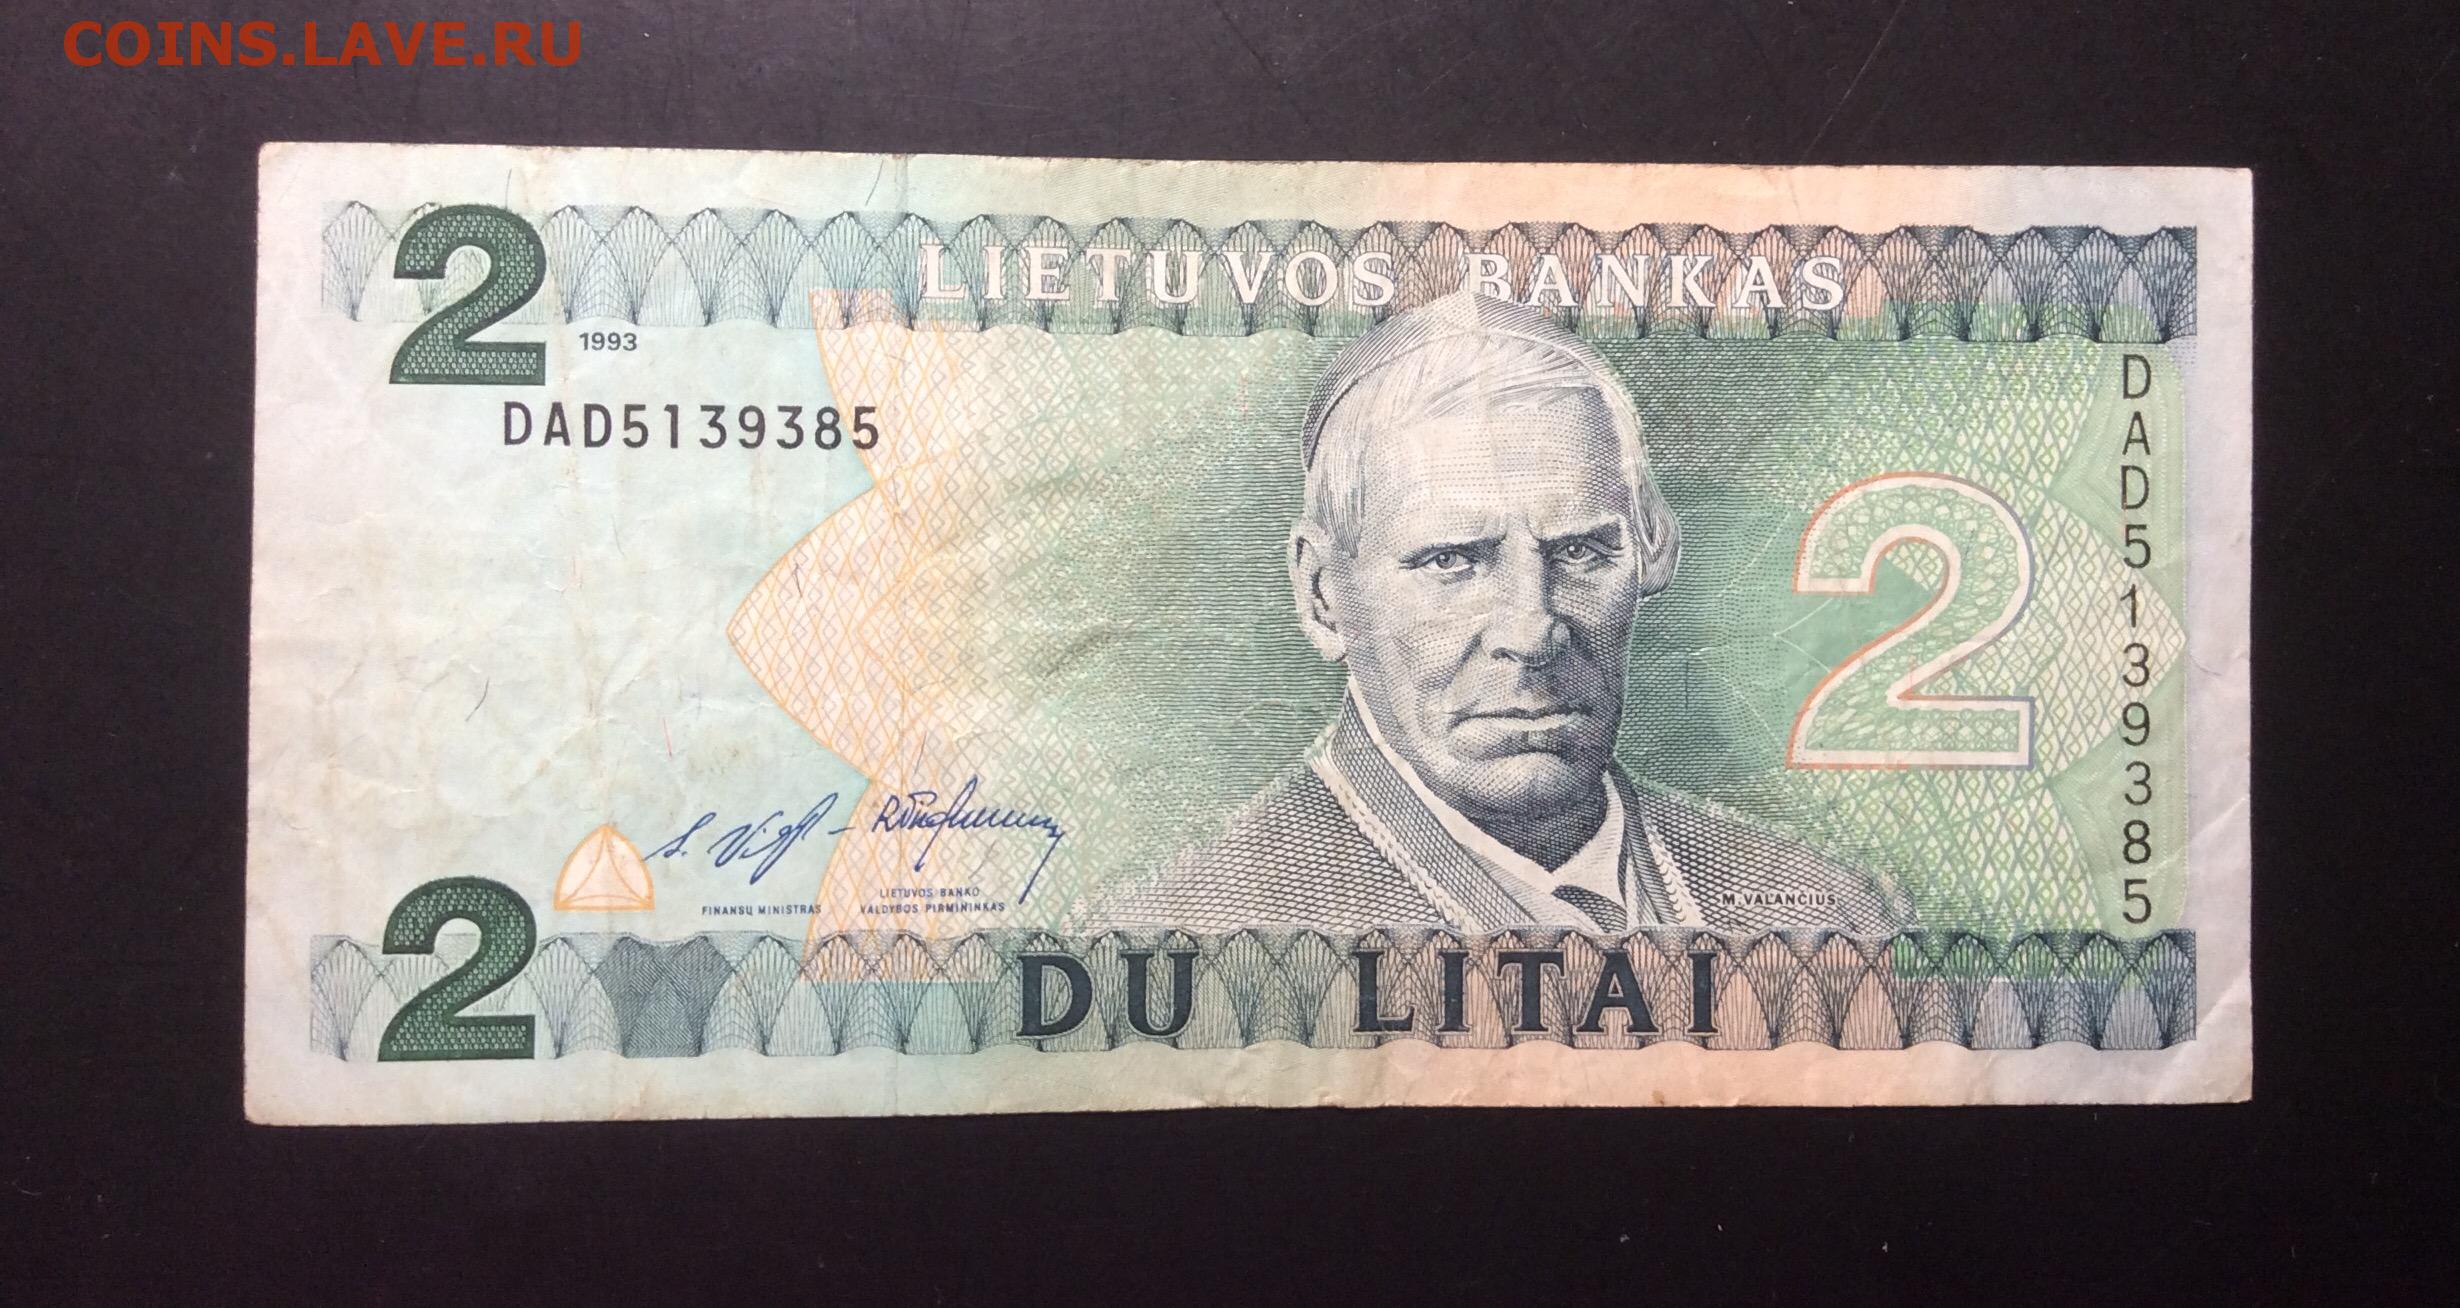 COINS.LAVE.RU
2
LIETUVOS BANKAS
1993
DAD5139385
DAD5139385
2
FINANSŲ MINISTRAS
LIETUVOS BANKO
VALDYBOS PIRMININKAS
M.VALANČIUS
2
DU LITAI